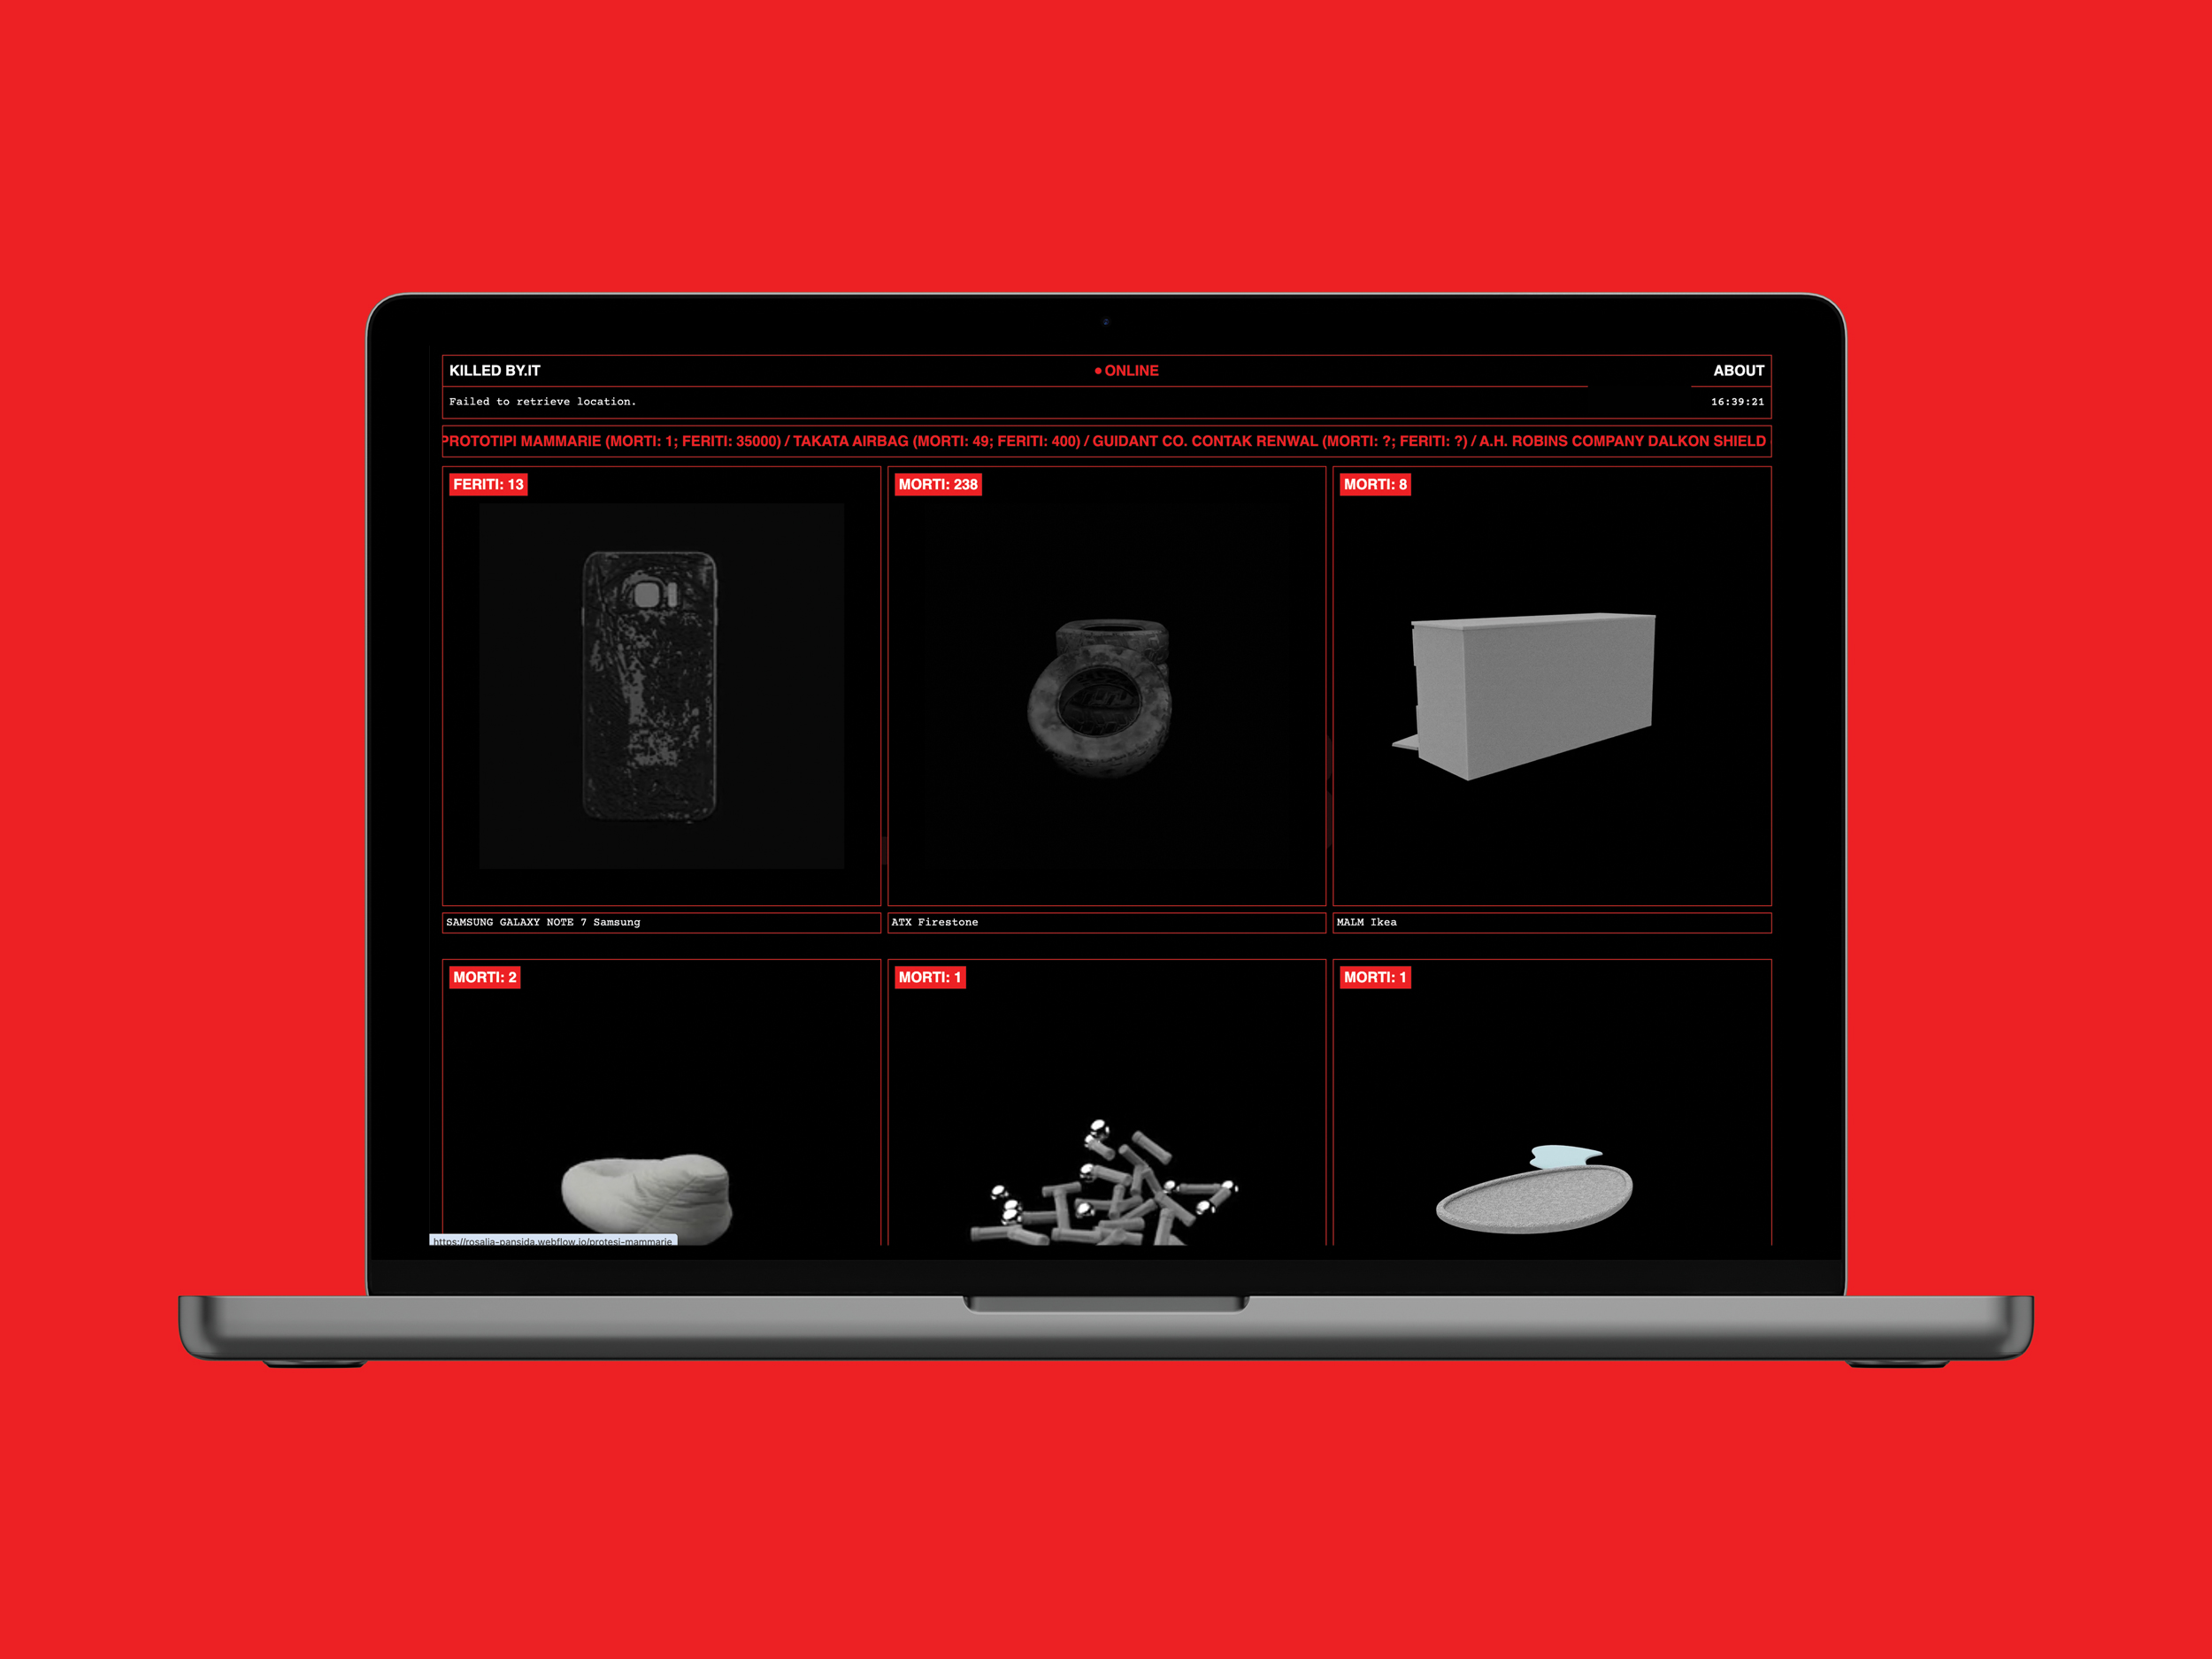 KILLED BY.IT
ONLINE
ABOUT
Failed to retrieve location.
16:39:21
PROTOTIPI MAMMARIE (MORTI: 1; FERITI: 35000) / TAKATA AIRBAG (MORTI: 49; FERITI: 400) / GUIDANT CO. CONTAK RENWAL (MORTI: ?; FERITI: ?) / A.H. ROBINS COMPANY DALKON SHIELD
FERITI: 13
MORTI: 238
MORTI: 8
SAMSUNG GALAXY NOTE 7 Samsung
ATX Firestone
MALM Ikea
MORTI: 2
MORTI: 1
MORTI: 1
https://rosalia-pansida.webflow.io/protesi-mammarie